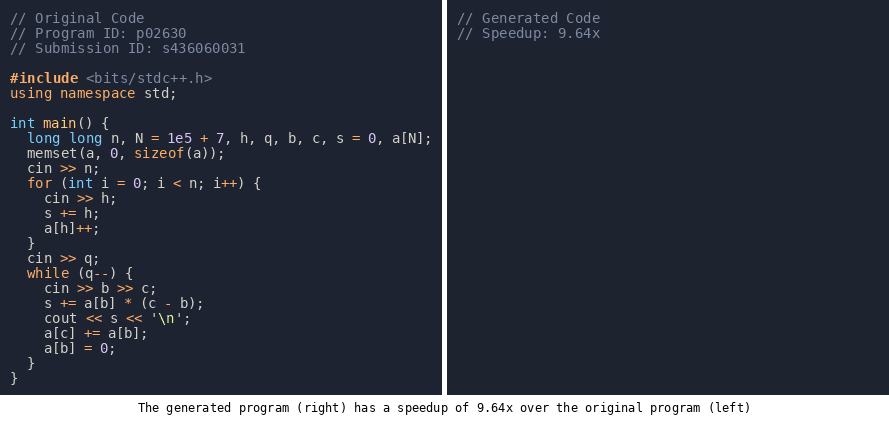 // Original Code
// Program ID: p02630
// Submission ID: s436060031
#include <bits/stdc++.h>
using namespace std;
int main() {
  long long n, N = 1e5 + 7, h, q, b, c, s = 0, a[N];
  memset(a, 0, sizeof(a));
  cin >> n;
  for (int i = 0; i < n; i++) {
    cin >> h;
    s += h;
    a[h]++;
  }
  cin >> q;
  while (q--) {
    cin >> b >> c;
    s += a[b] * (c - b);
    cout << s << '\n';
    a[c] += a[b];
    a[b] = 0;
  }
}
// Generated Code
// Speedup: 9.64x
The generated program (right) has a speedup of 9.64x over the original program (left)